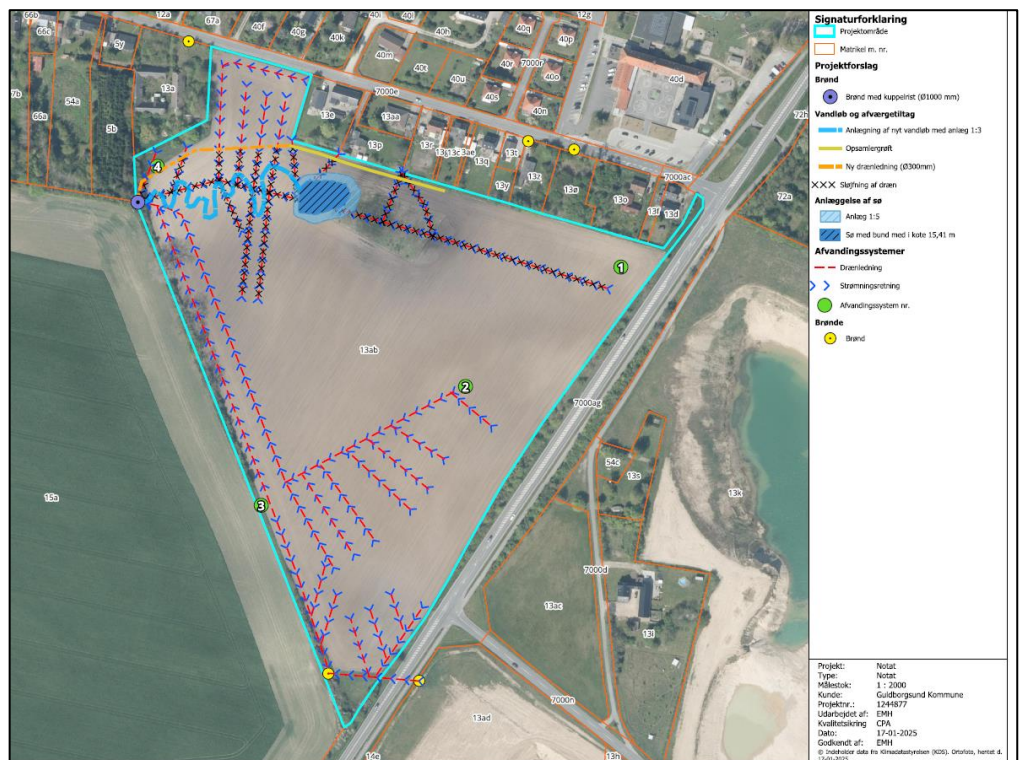 Signaturforklaring
Projektområde
Matrikel m. nr.
Projektforslag
Brønd
Brønd med kuppelrist (Ø1000 mm)
Vandløb og afværgetiltag
Anlægning af nyt vandløb med anlæg 1:3
Opsamlergrøft
Ny drænledning (Ø300mm)
Sløjfning af dræn
Anlæggelse af sø
Anlæg 1:5
Sø med bund med i kote 15,41 m
Afvandingssystemer
Drænledning
Strømningsretning
Afvandingssystem nr.
Brønde
Brønd
Projekt: Notat
Type: Notat
Målestok: 1 : 2000
Kunde: Guldborgsund Kommune
Projektnr.: 1244877
Udarbejdet af: EMH
Kvalitetsikring CPA
Dato: 17-01-2025
Godkendt af: EMH
© Indeholder data fra Klimadatastyrelsen (KDS). Ortofoto, hentet d.
17-01-2025
66b
12a
67a
40i
40j
12g
66c
5y
40f
40g
40k
40h
40q
40p
40m
40t
40r
7000r
40o
40d
13a
7000e
40u
40s
40n
7b
54a
66a
5b
13e
13aa
13r
13j
13c
3ae
13q
13t
13p
13z
72h
4
13y
13ø
7000ac
13o
13f
13d
72a
1
13ab
2
7000ag
54c
13s
13k
15a
3
7000d
13ac
13l
7000n
13ad
14e
13h